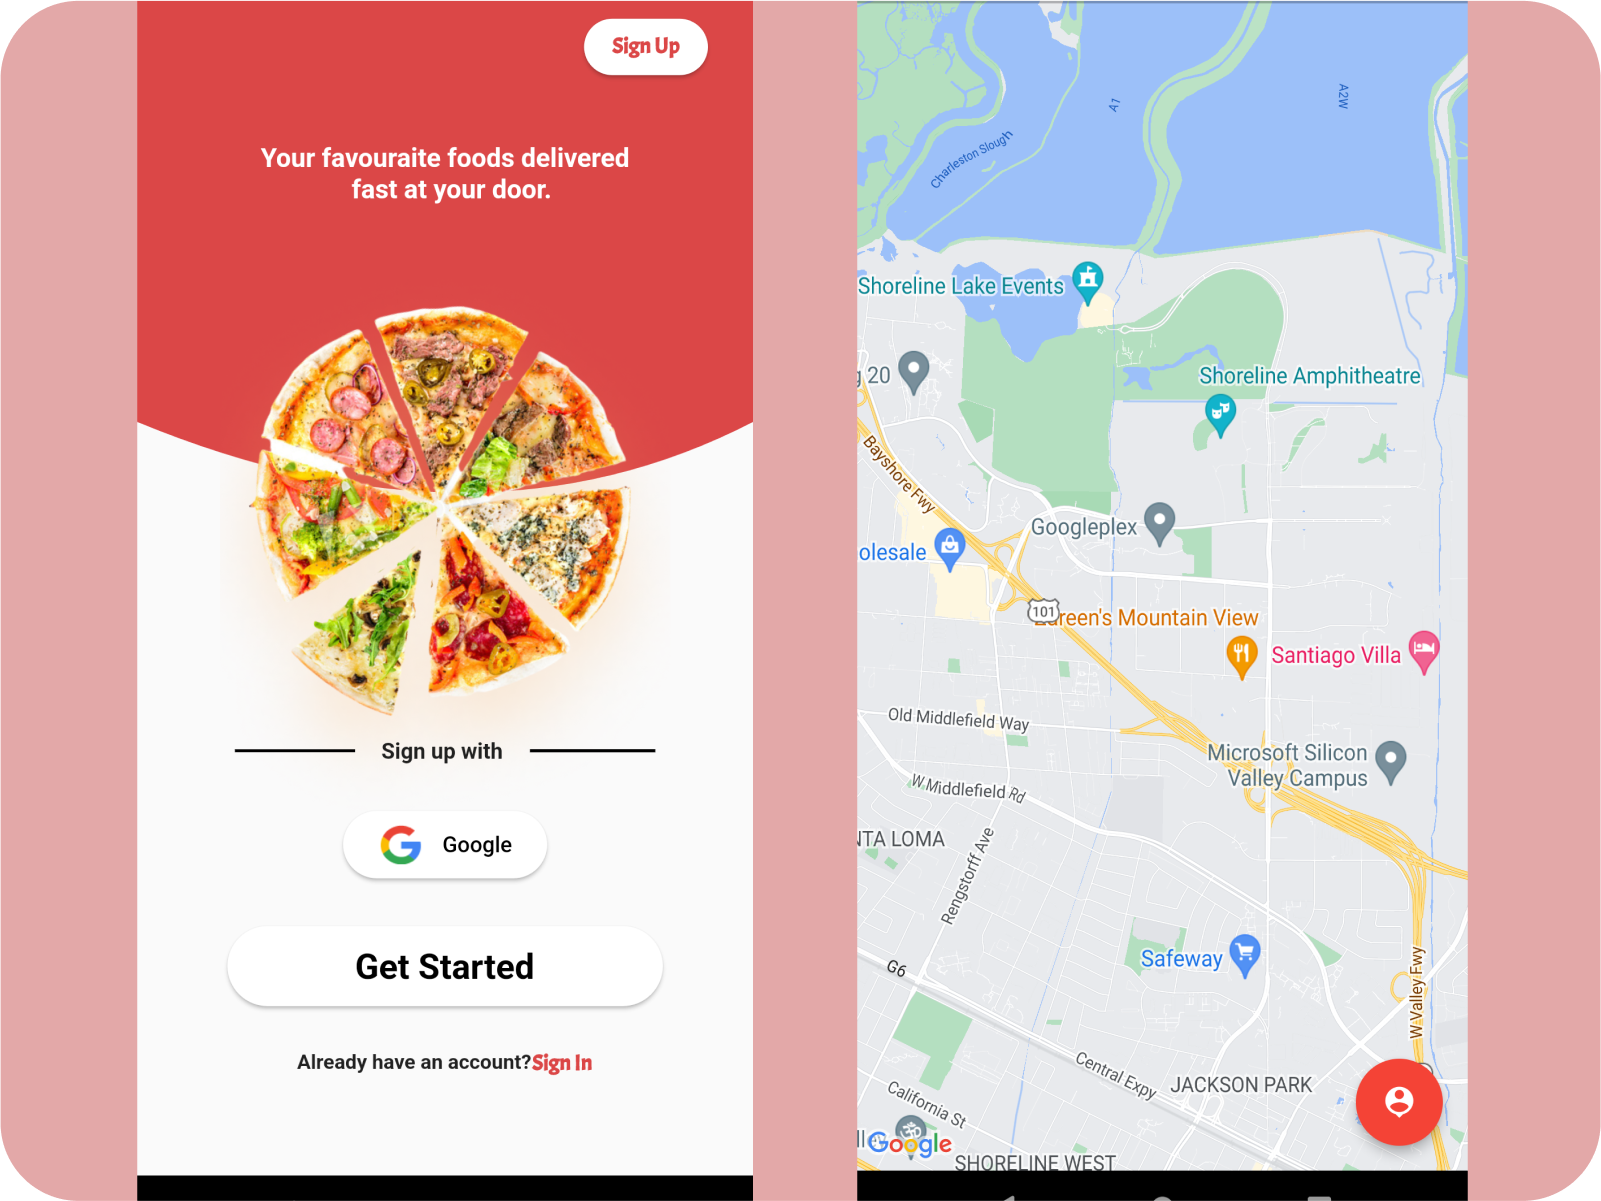 Sign Up
Your favouraite foods delivered
fast at your door.
Sign up with
Google
Get Started
Already have an account?Sign In
A1
A2W
Charleston Slough
Shoreline Lake Events
20
Shoreline Amphitheatre
Bayshore Fwy
Googleplex
olesale
101
reen's Mountain View
Santiago Villa
Old Middlefield Way
Microsoft Silicon
Valley Campus
W Middlefield Rd
NTA LOMA
Rengstorff Ave
Safeway
G6
W Valley Fwy
Central Expy
JACKSON PARK
California St
Google
SHORELINE WEST